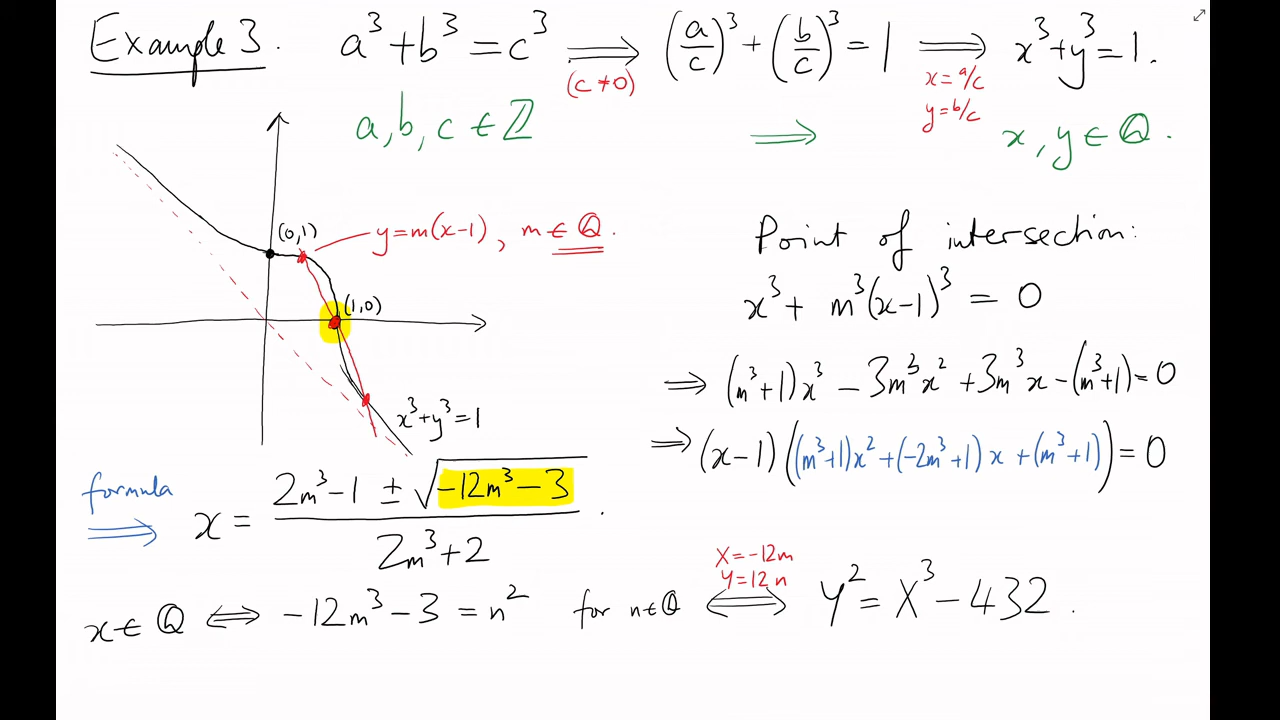 Example 3. a³ + b³ = c³ ⟹ (c ≠ 0) (a/c)³ + (b/c)³ = 1 ⟹ x = a/c y = b/c x³ + y³ = 1.
a, b, c ∈ ℤ ⟹ x, y ∈ ℚ.
(0,1) y = m(x−1), m ∈ ℚ.
(1,0)
x³ + y³ = 1
Point of intersection:
x³ + m³(x−1)³ = 0
⟹ (m³+1)x³ − 3m³x² + 3m³x − (m³+1) = 0
⟹ (x−1)((m³+1)x² + (−2m³+1)x + (m³+1)) = 0
formula ⟹ x = (2m³ − 1 ± √(−12m³ − 3)) / (2m³ + 2).
x ∈ ℚ ⟺ −12m³ − 3 = n² for n ∈ ℚ ⟺ X = −12m Y = 12n Y² = X³ − 432.